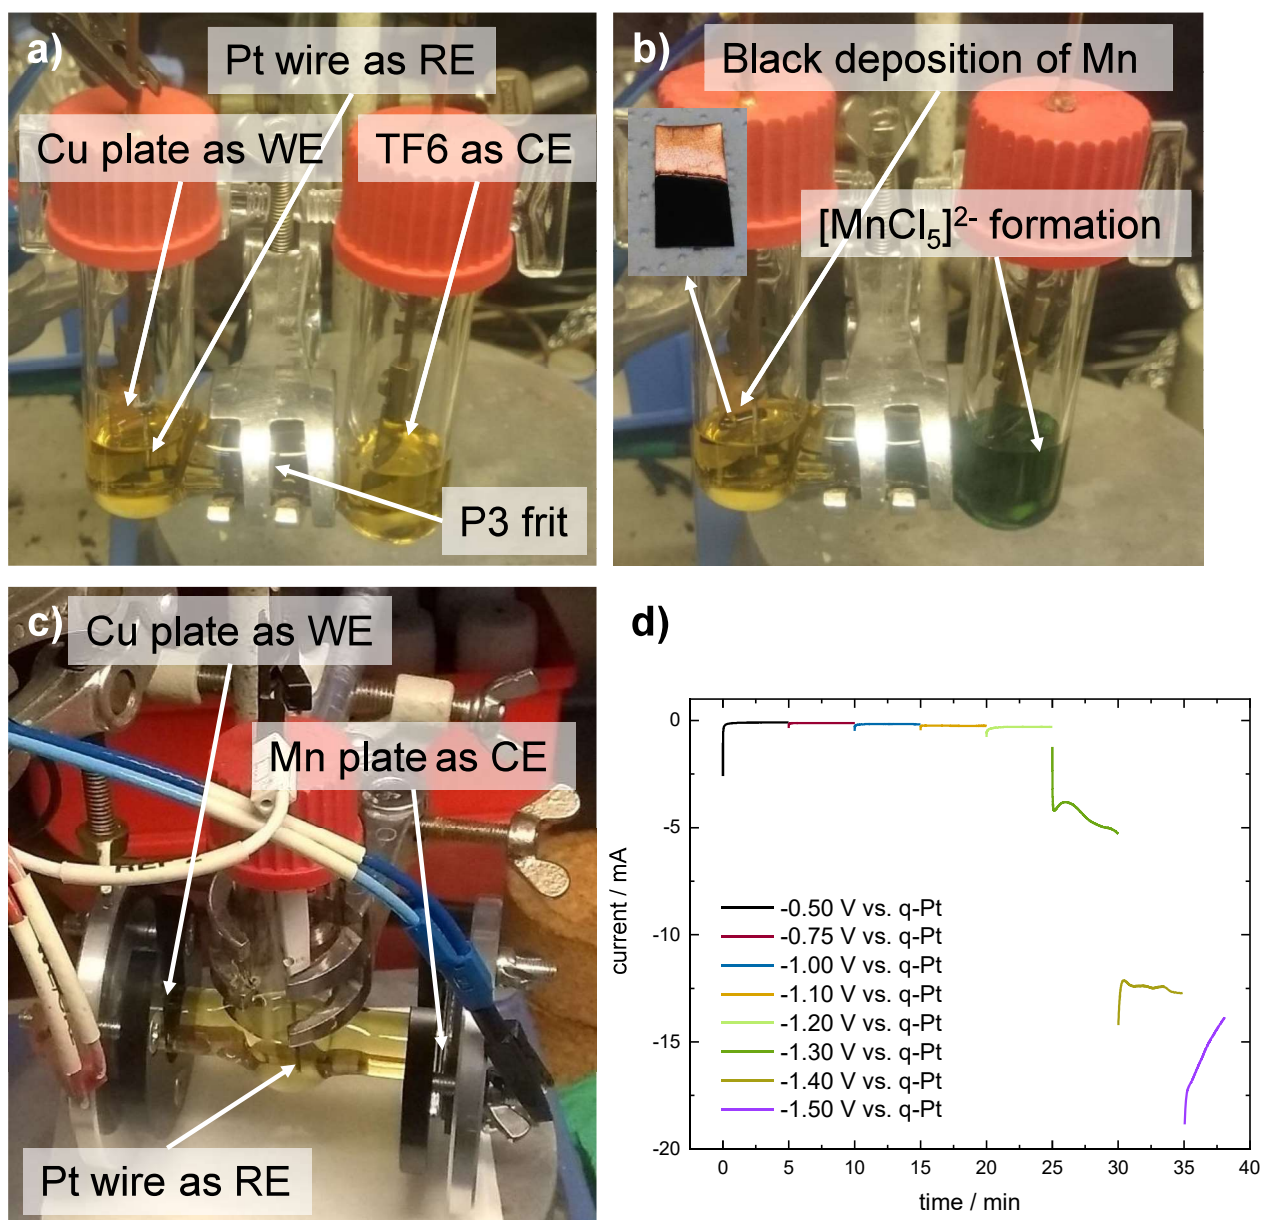 a)
Pt wire as RE
Cu plate as WE
TF6 as CE
P3 frit
b)
Black deposition of Mn
[MnCl₅]²⁻ formation
c)
Cu plate as WE
Mn plate as CE
Pt wire as RE
d)
current / mA
0
-5
-10
-15
-20
-0.50 V vs. q-Pt
-0.75 V vs. q-Pt
-1.00 V vs. q-Pt
-1.10 V vs. q-Pt
-1.20 V vs. q-Pt
-1.30 V vs. q-Pt
-1.40 V vs. q-Pt
-1.50 V vs. q-Pt
0 5 10 15 20 25 30 35 40
time / min